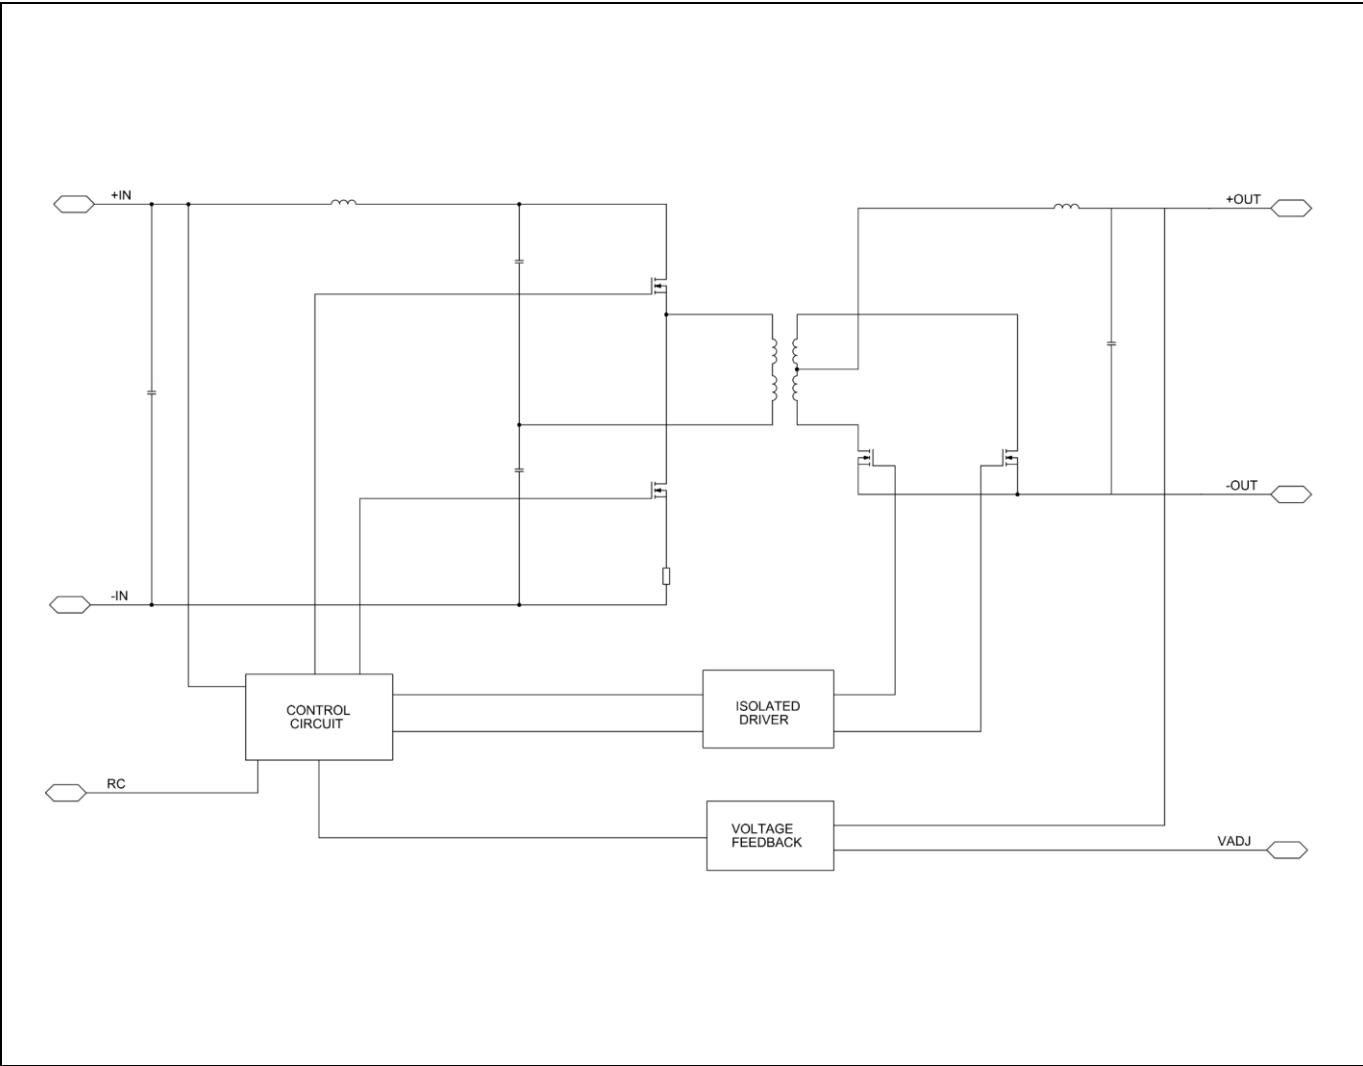 +IN
+OUT
-OUT
-IN
CONTROL
CIRCUIT
ISOLATED
DRIVER
RC
VOLTAGE
FEEDBACK
VADJ